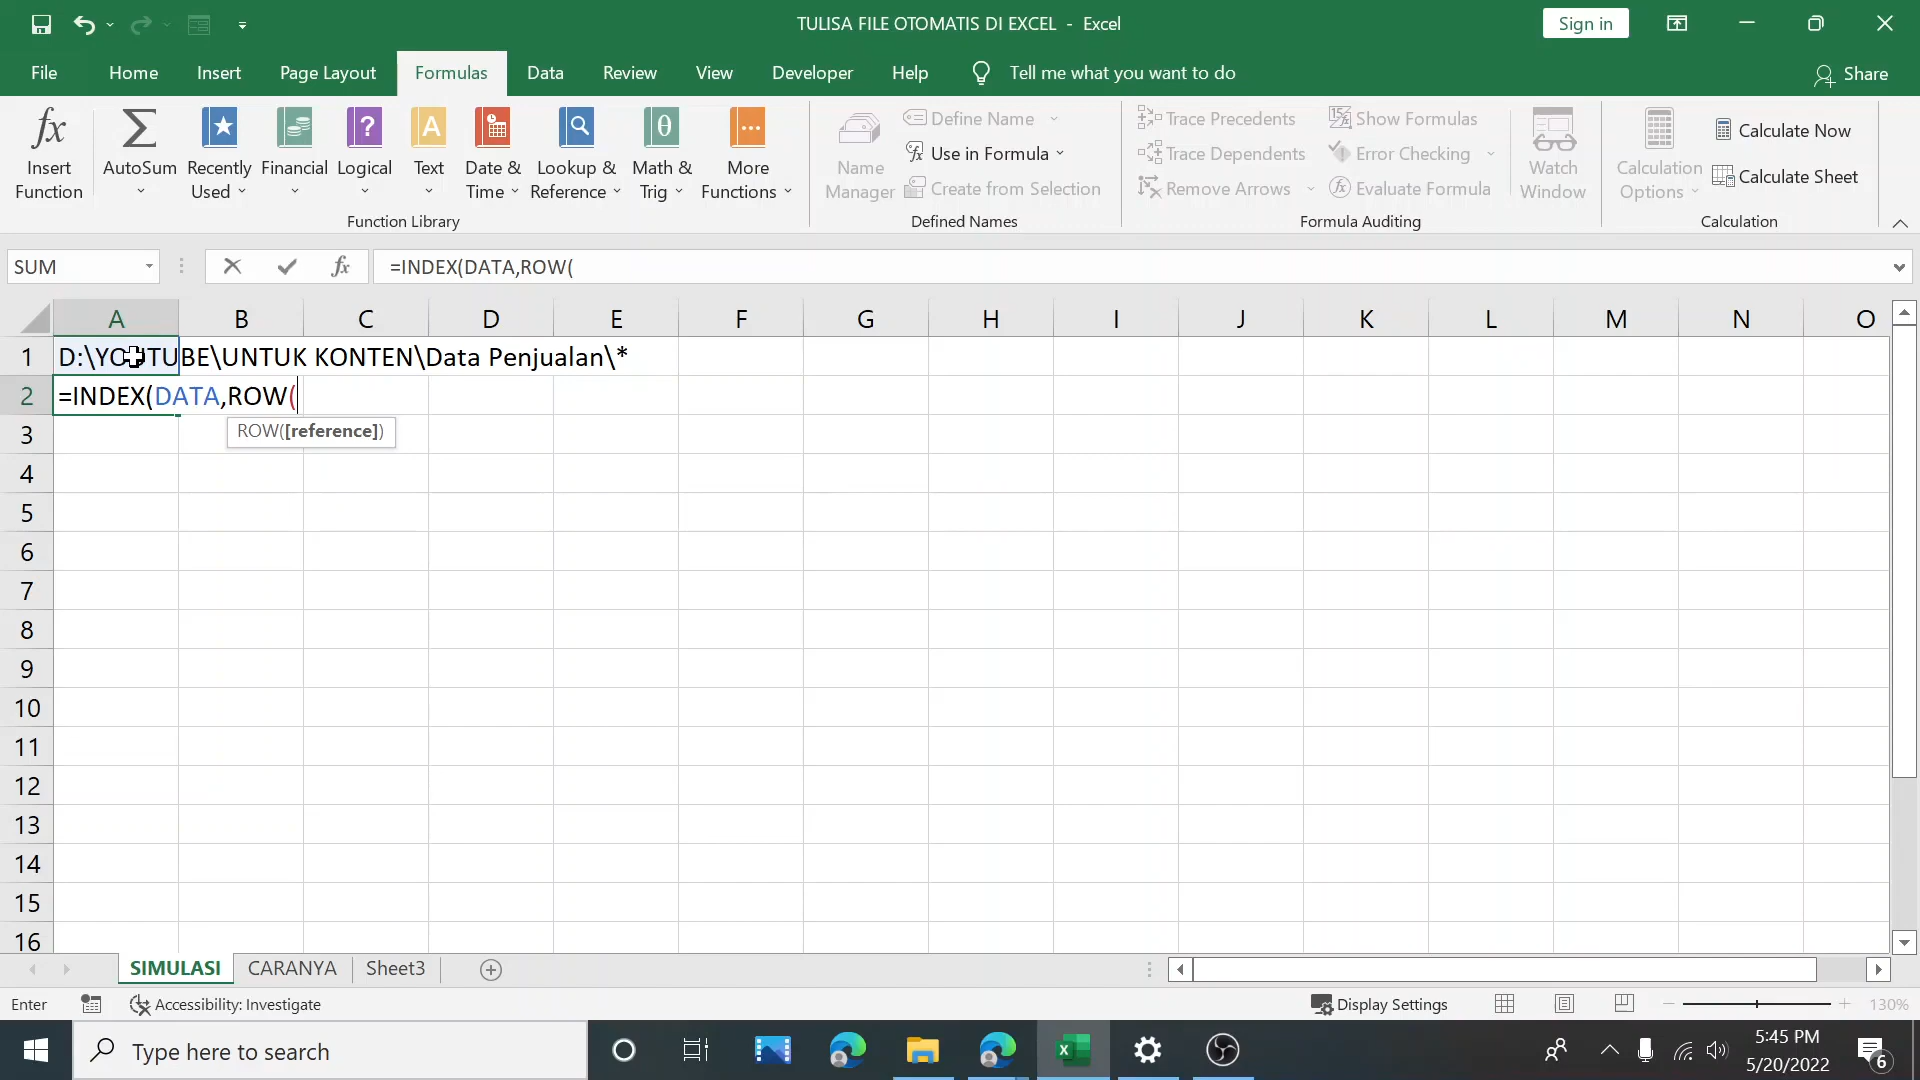 TULISA FILE OTOMATIS DI EXCEL - Excel
Sign in
File Home Insert Page Layout Formulas Data Review View Developer Help Tell me what you want to do
Share
Insert Function
AutoSum
Recently Used
Financial
Logical
Text
Date & Time
Lookup & Reference
Math & Trig
More Functions
Function Library
Name Manager
Define Name
Use in Formula
Create from Selection
Defined Names
Trace Precedents
Trace Dependents
Remove Arrows
Show Formulas
Error Checking
Evaluate Formula
Watch Window
Formula Auditing
Calculation Options
Calculate Now
Calculate Sheet
Calculation
SUM
fx
=INDEX(DATA,ROW(
A B C D E F G H I J K L M N O
1 D:\YOUTUBE\UNTUK KONTEN\Data Penjualan\*
2 =INDEX(DATA,ROW(
ROW([reference])
3
4
5
6
7
8
9
10
11
12
13
14
15
16
SIMULASI CARANYA Sheet3
Enter
Accessibility: Investigate
Display Settings
130%
Type here to search
5:45 PM
5/20/2022
6